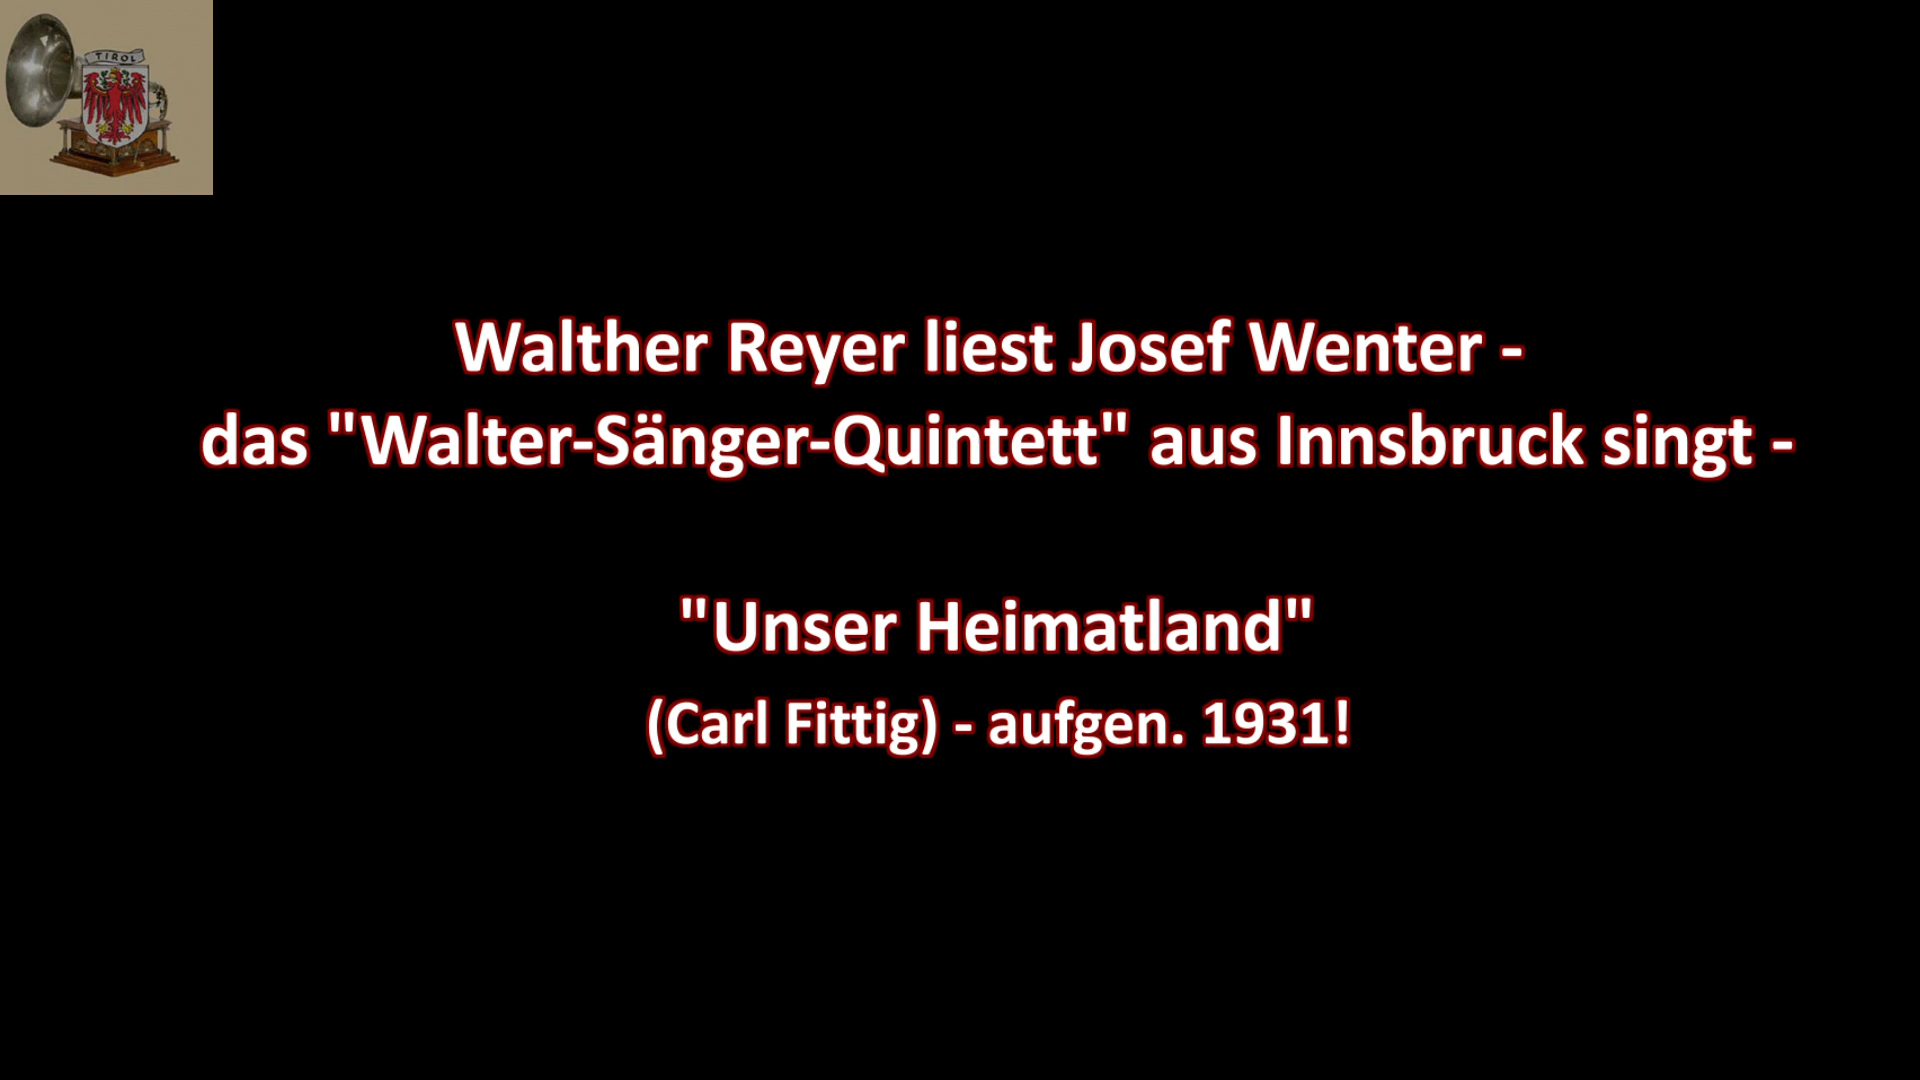 TIROL
Walther Reyer liest Josef Wenter -
das "Walter-Sänger-Quintett" aus Innsbruck singt -
"Unser Heimatland"
(Carl Fittig) - aufgen. 1931!